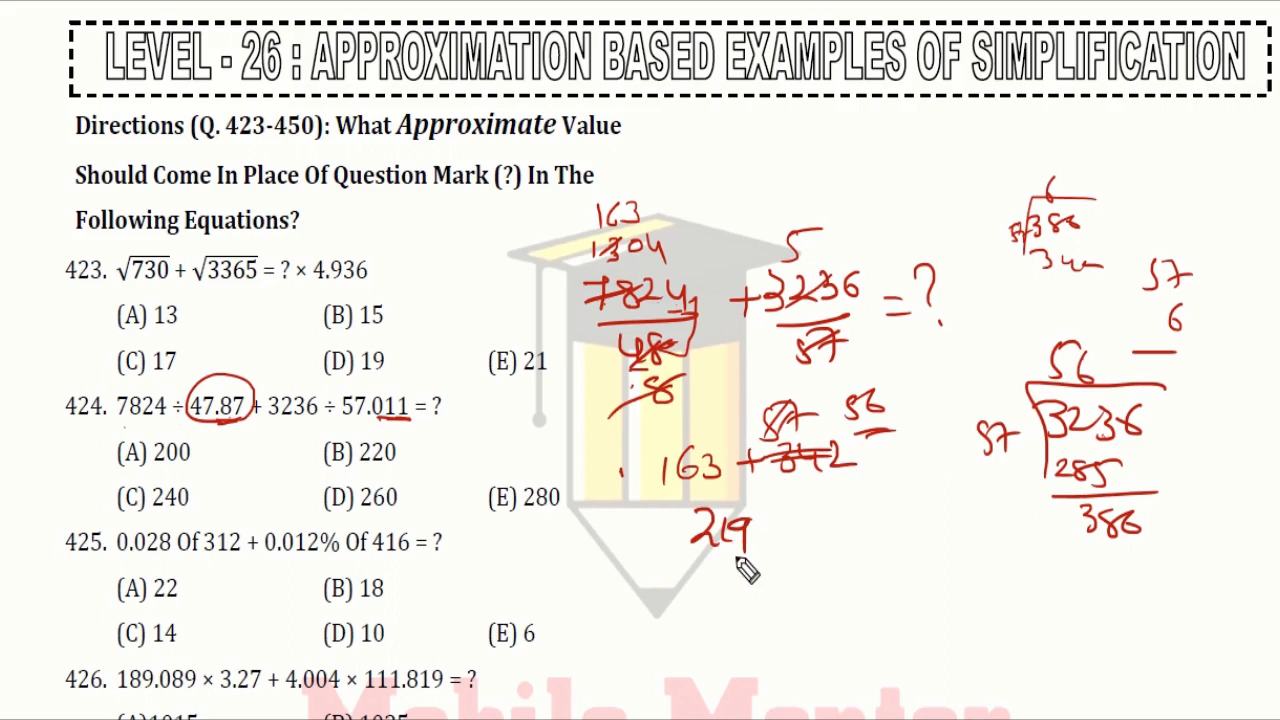 LEVEL - 26 : APPROXIMATION BASED EXAMPLES OF SIMPLIFICATION
Directions (Q. 423-450): What Approximate Value
Should Come In Place Of Question Mark (?) In The
Following Equations?
423. √730 + √3365 = ? × 4.936
(A) 13 (B) 15
(C) 17 (D) 19 (E) 21
424. 7824 ÷ 47.87 + 3236 ÷ 57.011 = ?
(A) 200 (B) 220
(C) 240 (D) 260 (E) 280
425. 0.028 Of 312 + 0.012% Of 416 = ?
(A) 22 (B) 18
(C) 14 (D) 10 (E) 6
426. 189.089 × 3.27 + 4.004 × 111.819 = ?
163
1304
5
7824 + 3236 = ?
57
56
163 +
219
6
386
57
6
56
57 3236
285
386